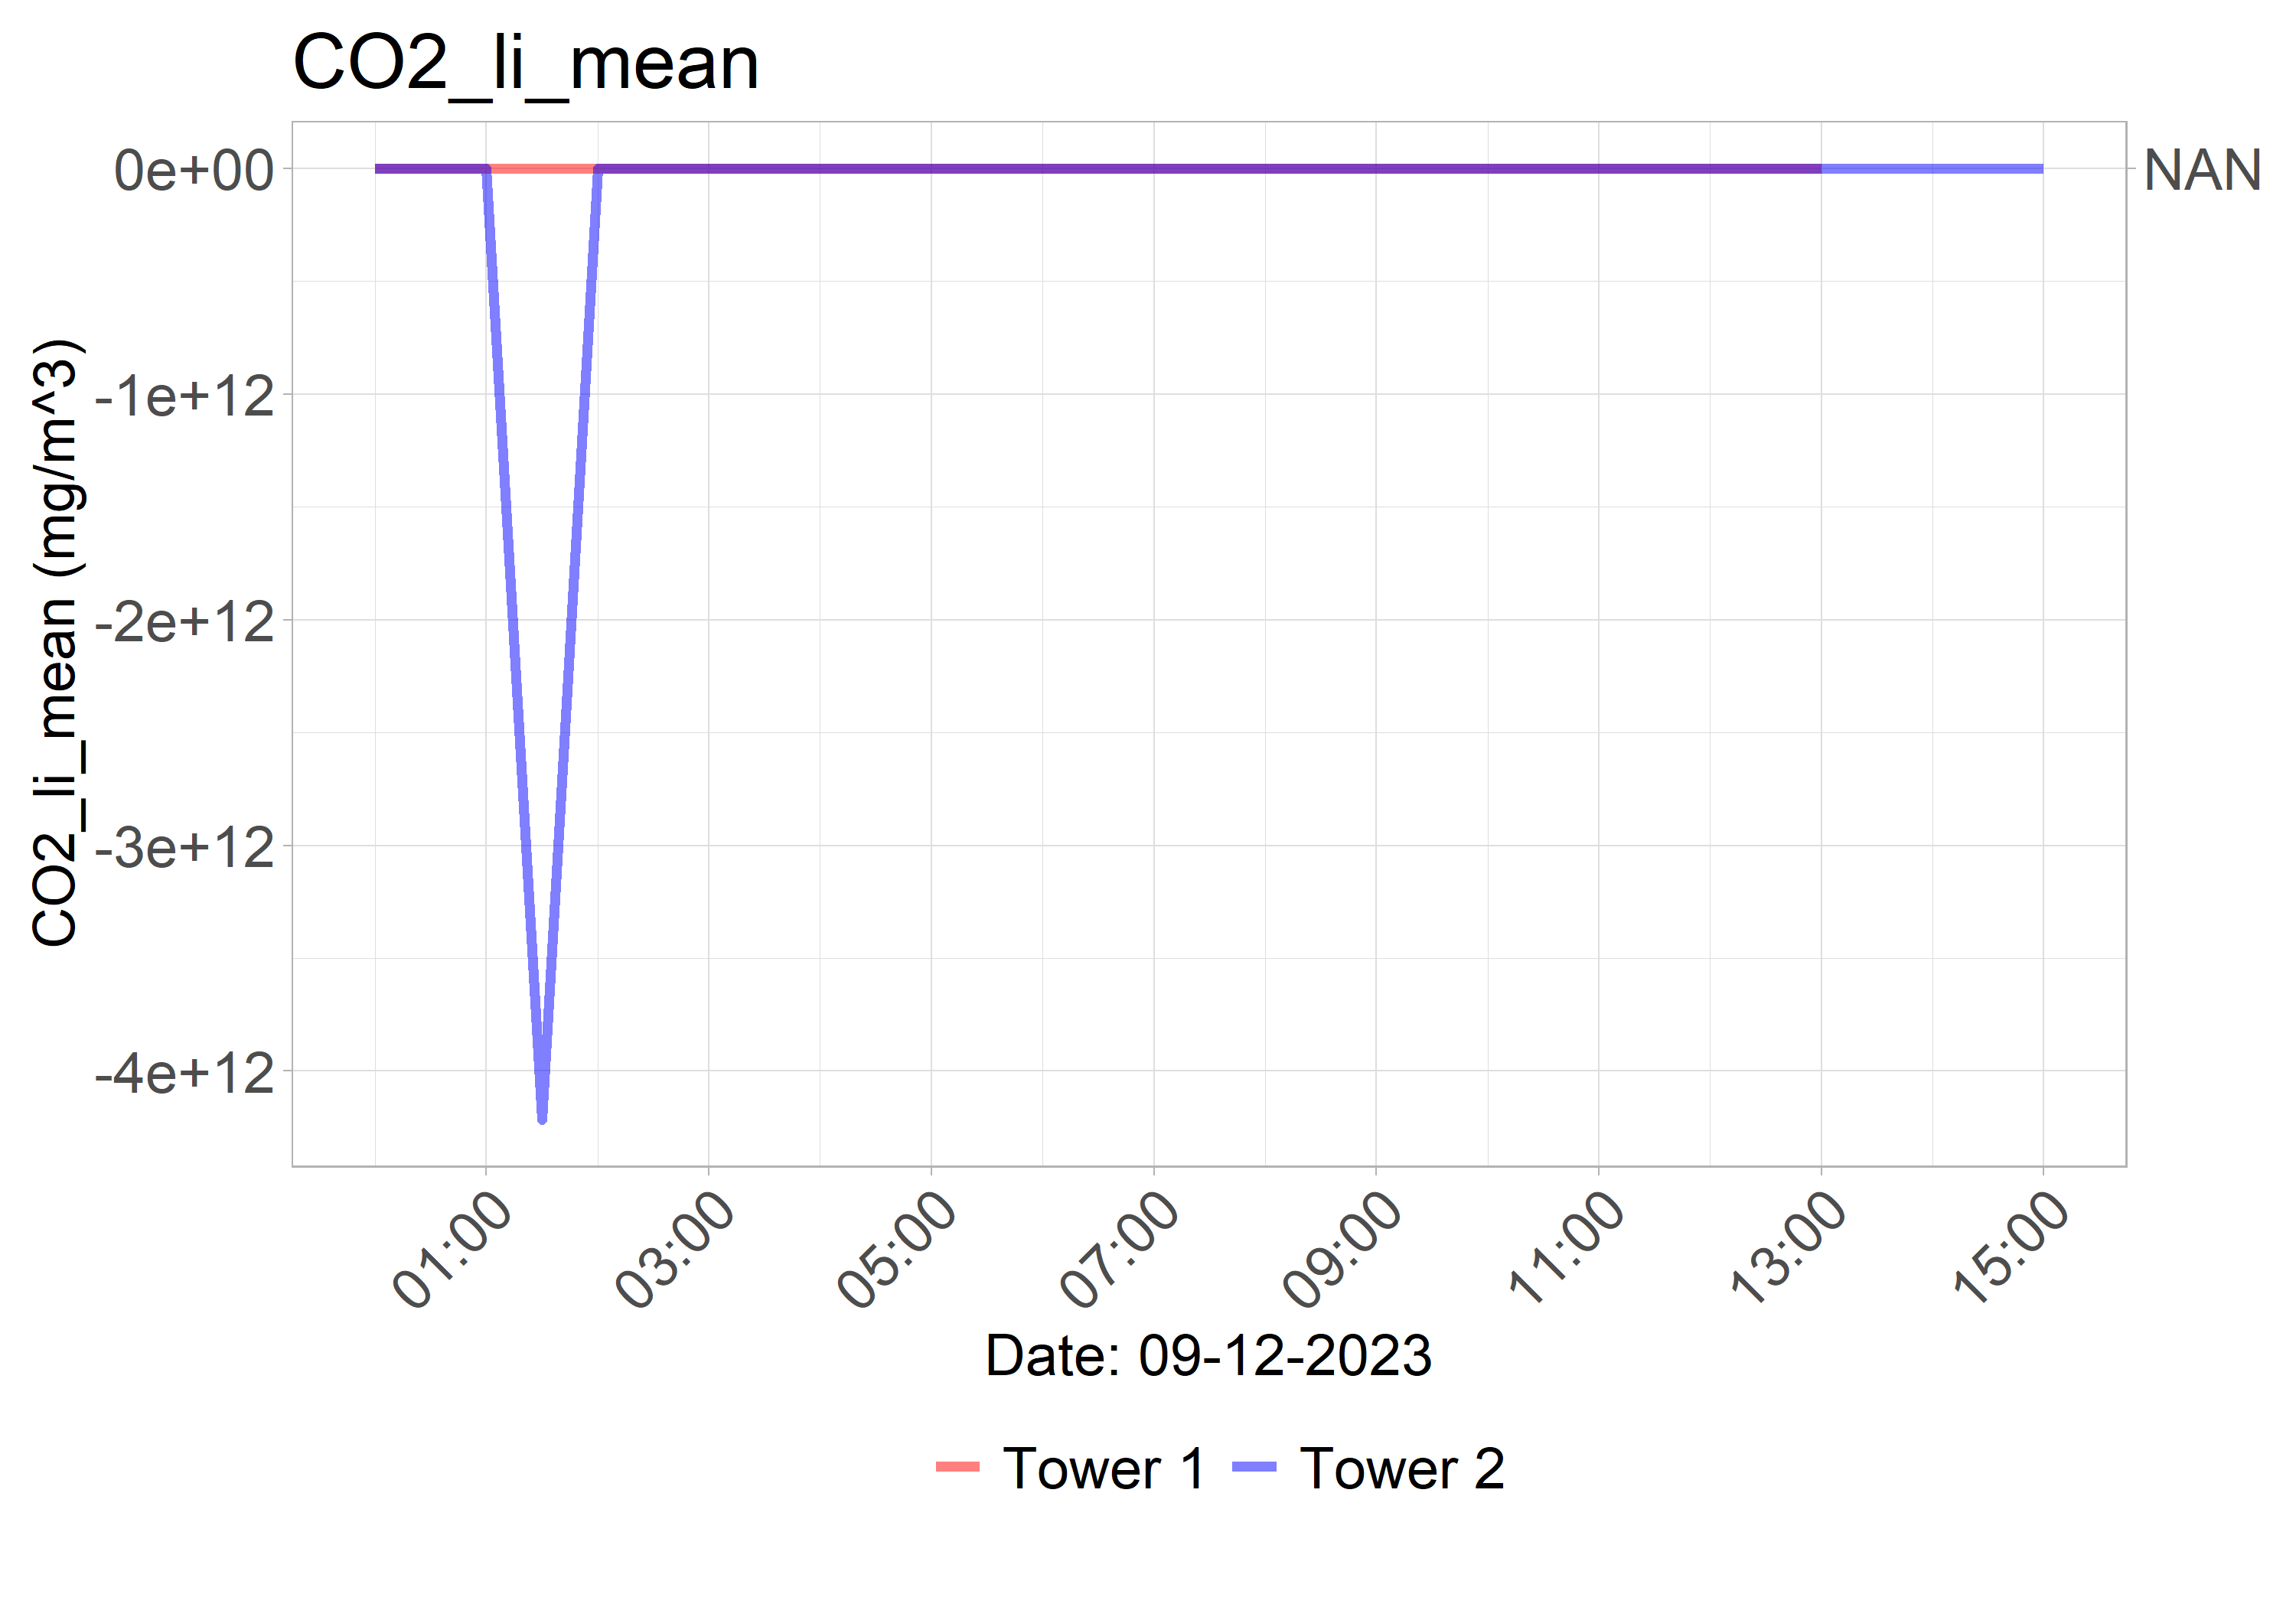 CO2_li_mean
CO2_li_mean (mg/m^3)
0e+00
-1e+12
-2e+12
-3e+12
-4e+12
NAN
01:00
03:00
05:00
07:00
09:00
11:00
13:00
15:00
Date: 09-12-2023
Tower 1
Tower 2